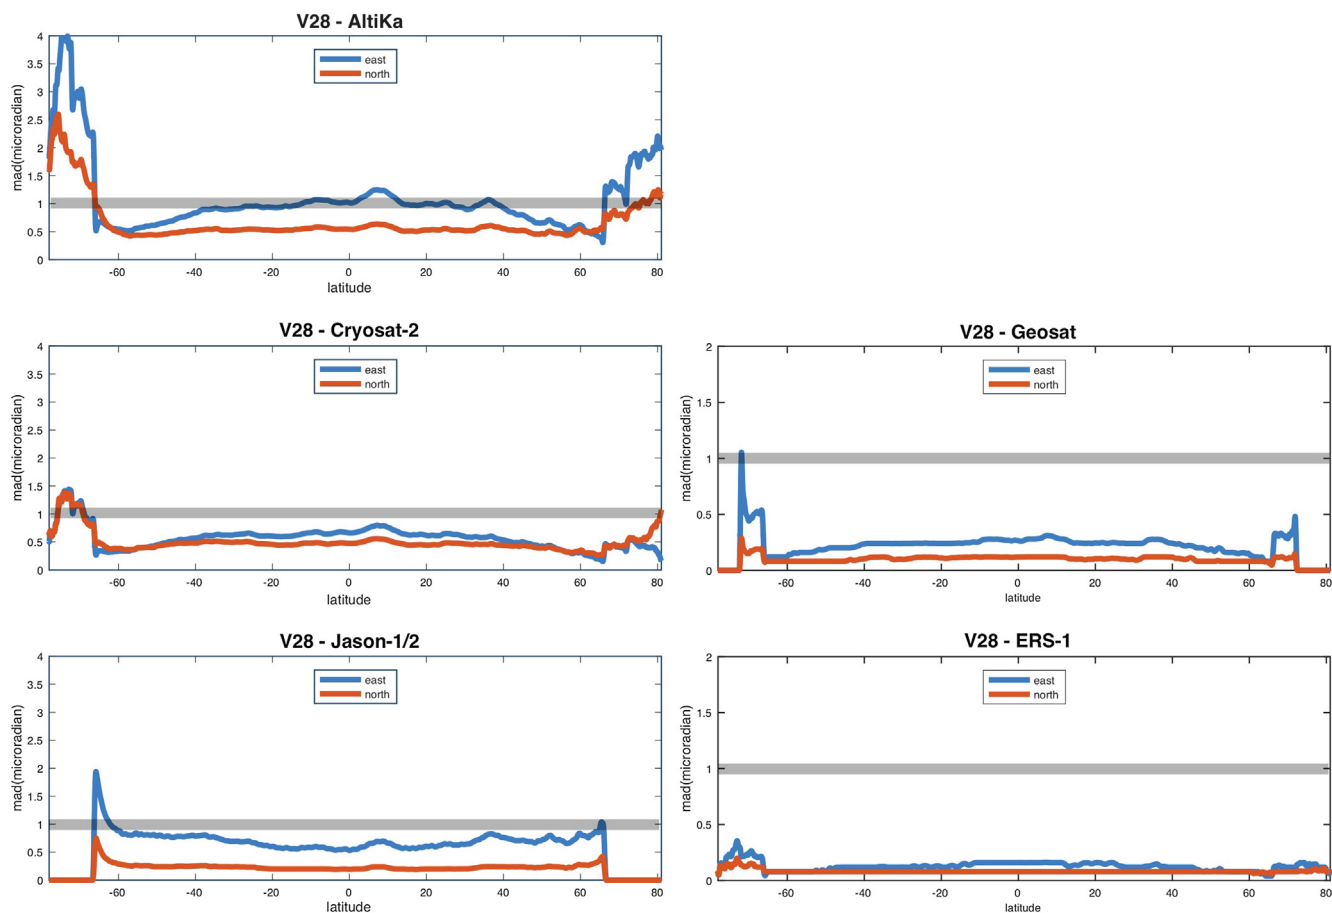 V28 - AltiKa
4
3.5
3
2.5
2
1.5
1
0.5
0
mad(microradian)
east
north
-60 -40 -20 0 20 40 60 80
latitude
V28 - Cryosat-2
4
3.5
3
2.5
2
1.5
1
0.5
0
mad(microradian)
east
north
-60 -40 -20 0 20 40 60 80
latitude
V28 - Geosat
2
1.5
1
0.5
0
mad(microradian)
east
north
-60 -40 -20 0 20 40 60 80
latitude
V28 - Jason-1/2
4
3.5
3
2.5
2
1.5
1
0.5
0
mad(microradian)
east
north
-60 -40 -20 0 20 40 60 80
latitude
V28 - ERS-1
2
1.5
1
0.5
0
mad(microradian)
east
north
-60 -40 -20 0 20 40 60 80
latitude